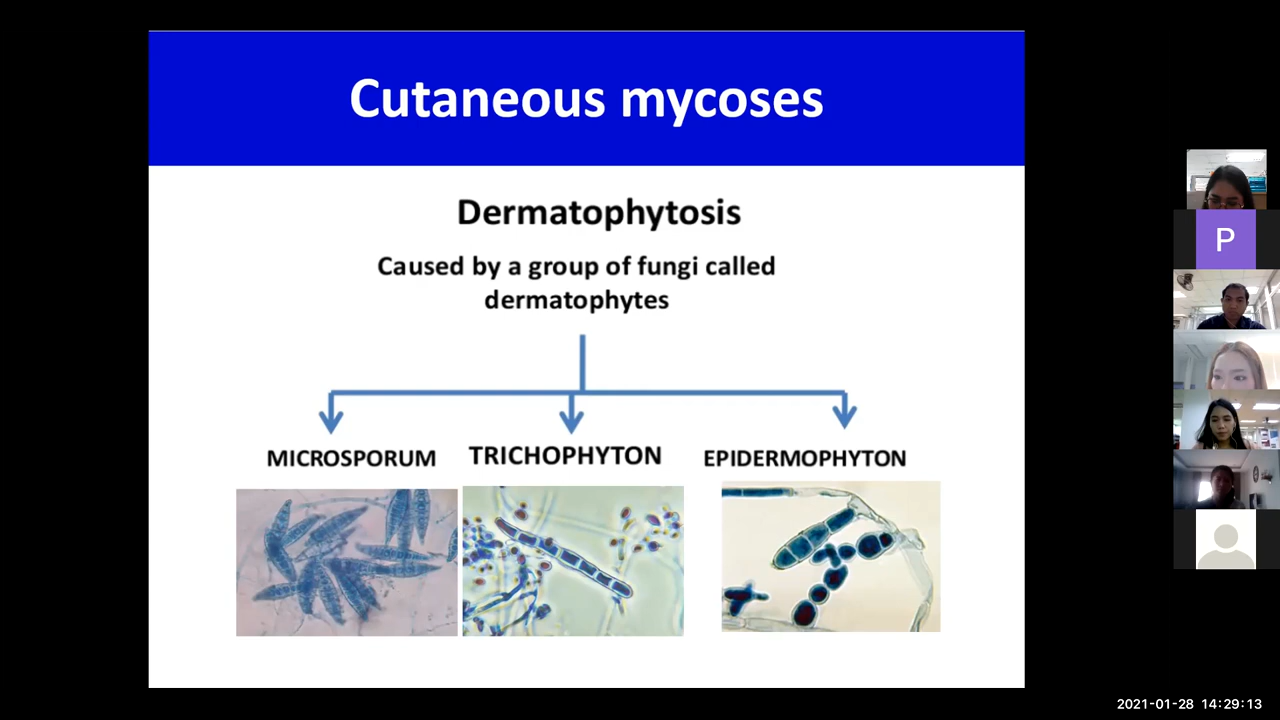 Cutaneous mycoses
Dermatophytosis
Caused by a group of fungi called
dermatophytes
MICROSPORUM
TRICHOPHYTON
EPIDERMOPHYTON
P
2021-01-28 14:29:13